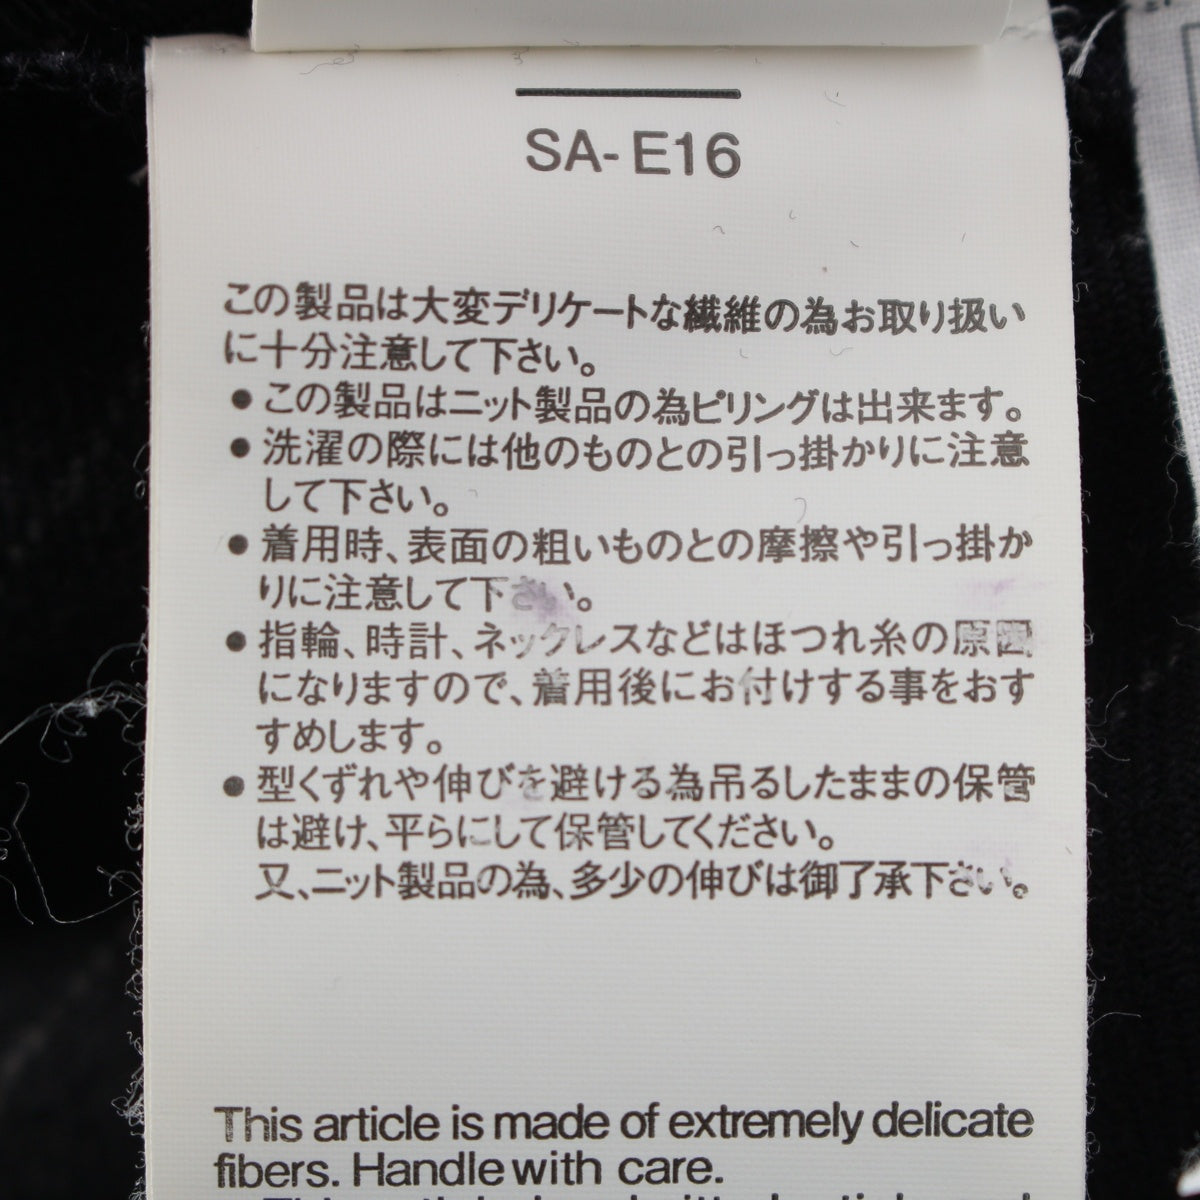 SA-E16
この製品は大変デリケートな繊維の為お取り扱い
に十分注意して下さい。
● この製品はニット製品の為ピリングは出来ます。
● 洗濯の際には他のものとの引っ掛かりに注意
して下さい。
● 着用時、表面の粗いものとの摩擦や引っ掛か
りに注意して下さい。
● 指輪、時計、ネックレスなどはほつれ糸の原因
になりますので、着用後にお付けする事をおす
すめします。
● 型くずれや伸びを避ける為吊るしたままの保管
は避け、平らにして保管してください。
又、ニット製品の為、多少の伸びは御了承下さい。
This article is made of extremely delicate
fibers. Handle with care.